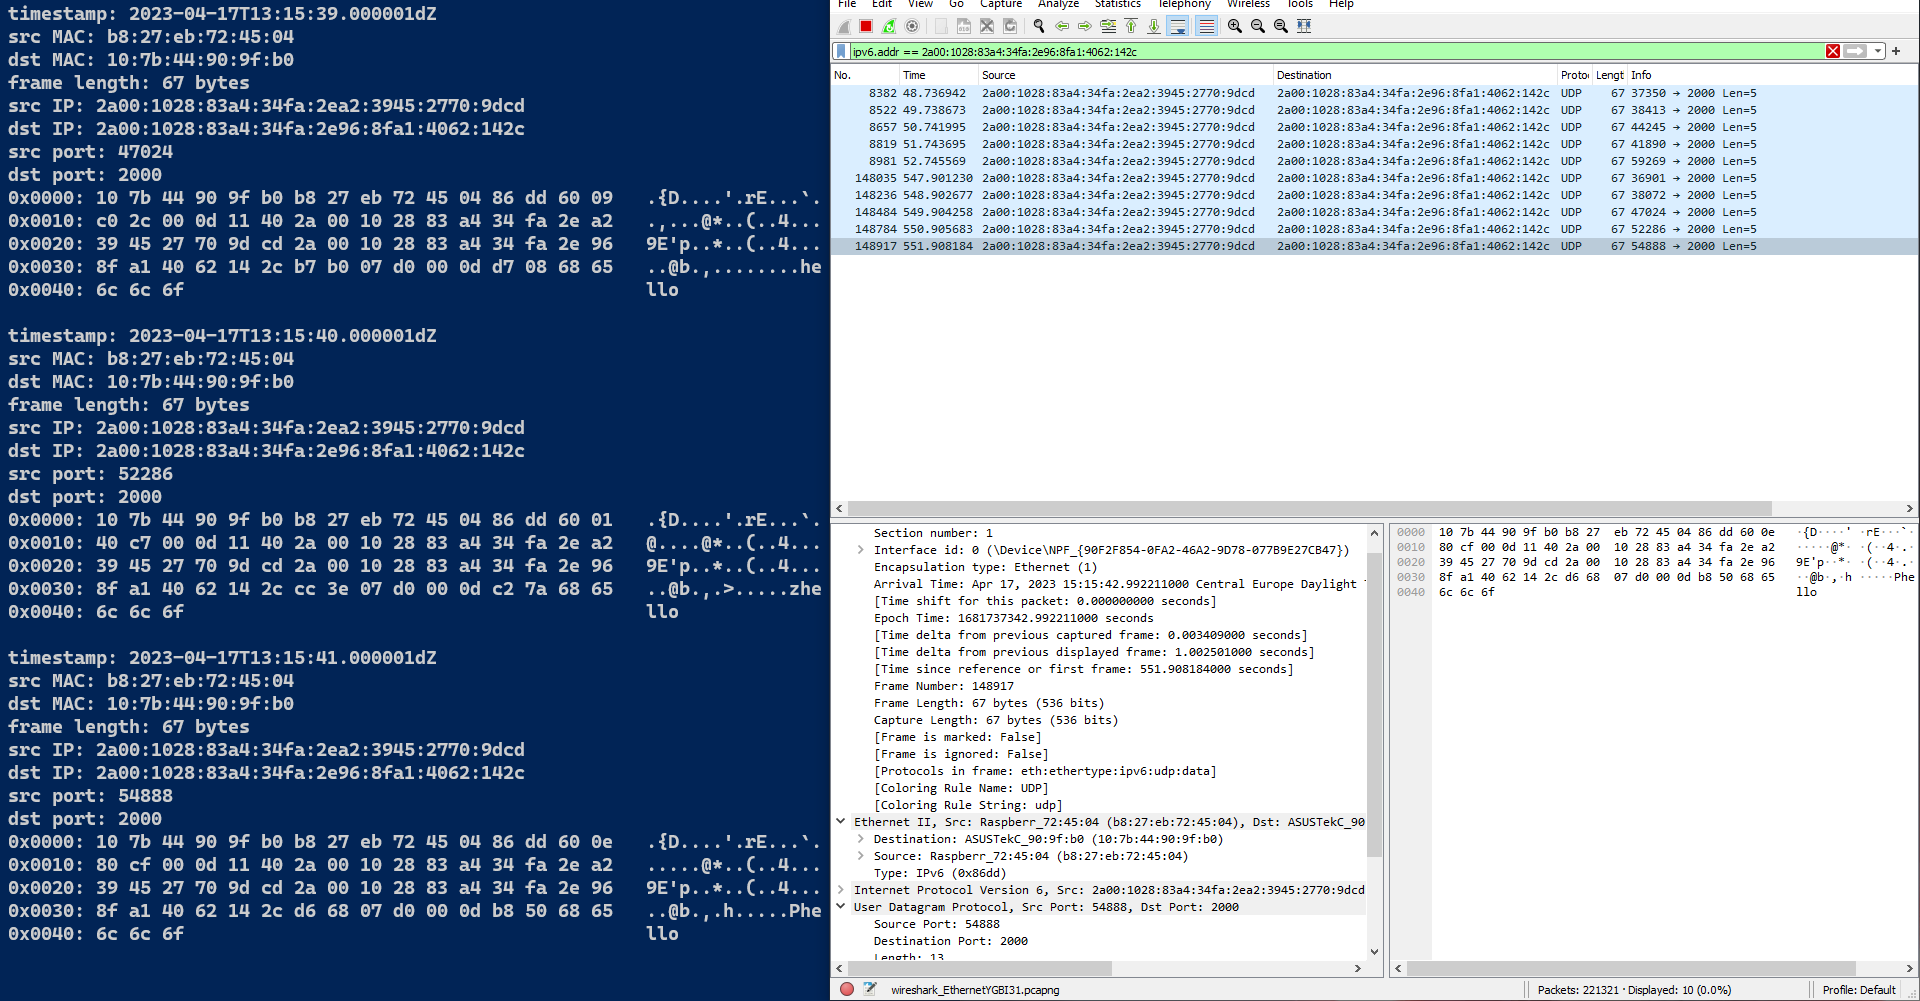 timestamp: 2023-04-17T13:15:39.000001dZ
src MAC: b8:27:eb:72:45:04
dst MAC: 10:7b:44:90:9f:b0
frame length: 67 bytes
src IP: 2a00:1028:83a4:34fa:2ea2:3945:2770:9dcd
dst IP: 2a00:1028:83a4:34fa:2e96:8fa1:4062:142c
src port: 47024
dst port: 2000
0x0000: 10 7b 44 90 9f b0 b8 27 eb 72 45 04 86 dd 60 09   .{D....'.rE...`.
0x0010: c0 2c 00 0d 11 40 2a 00 10 28 83 a4 34 fa 2e a2   .,...@*..(..4...
0x0020: 39 45 27 70 9d cd 2a 00 10 28 83 a4 34 fa 2e 96   9E'p..*..(..4...
0x0030: 8f a1 40 62 14 2c b7 b0 07 d0 00 0d d7 08 68 65   ..@b.,........he
0x0040: 6c 6c 6f   llo
timestamp: 2023-04-17T13:15:40.000001dZ
src MAC: b8:27:eb:72:45:04
dst MAC: 10:7b:44:90:9f:b0
frame length: 67 bytes
src IP: 2a00:1028:83a4:34fa:2ea2:3945:2770:9dcd
dst IP: 2a00:1028:83a4:34fa:2e96:8fa1:4062:142c
src port: 52286
dst port: 2000
0x0000: 10 7b 44 90 9f b0 b8 27 eb 72 45 04 86 dd 60 01   .{D....'.rE...`.
0x0010: 40 c7 00 0d 11 40 2a 00 10 28 83 a4 34 fa 2e a2   @....@*..(..4...
0x0020: 39 45 27 70 9d cd 2a 00 10 28 83 a4 34 fa 2e 96   9E'p..*..(..4...
0x0030: 8f a1 40 62 14 2c cc 3e 07 d0 00 0d c2 7a 68 65   ..@b.,.>.....zhe
0x0040: 6c 6c 6f   llo
timestamp: 2023-04-17T13:15:41.000001dZ
src MAC: b8:27:eb:72:45:04
dst MAC: 10:7b:44:90:9f:b0
frame length: 67 bytes
src IP: 2a00:1028:83a4:34fa:2ea2:3945:2770:9dcd
dst IP: 2a00:1028:83a4:34fa:2e96:8fa1:4062:142c
src port: 54888
dst port: 2000
0x0000: 10 7b 44 90 9f b0 b8 27 eb 72 45 04 86 dd 60 0e   .{D....'.rE...`.
0x0010: 80 cf 00 0d 11 40 2a 00 10 28 83 a4 34 fa 2e a2   .....@*..(..4...
0x0020: 39 45 27 70 9d cd 2a 00 10 28 83 a4 34 fa 2e 96   9E'p..*..(..4...
0x0030: 8f a1 40 62 14 2c d6 68 07 d0 00 0d b8 50 68 65   ..@b.,.h.....Phe
0x0040: 6c 6c 6f   llo
File Edit View Go Capture Analyze Statistics Telephony Wireless Tools Help
ipv6.addr == 2a00:1028:83a4:34fa:2e96:8fa1:4062:142c
No. Time Source Destination Proto Lengt Info
8382 48.736942 2a00:1028:83a4:34fa:2ea2:3945:2770:9dcd 2a00:1028:83a4:34fa:2e96:8fa1:4062:142c UDP 67 37350 → 2000 Len=5
8522 49.738673 2a00:1028:83a4:34fa:2ea2:3945:2770:9dcd 2a00:1028:83a4:34fa:2e96:8fa1:4062:142c UDP 67 38413 → 2000 Len=5
8657 50.741995 2a00:1028:83a4:34fa:2ea2:3945:2770:9dcd 2a00:1028:83a4:34fa:2e96:8fa1:4062:142c UDP 67 44245 → 2000 Len=5
8819 51.743695 2a00:1028:83a4:34fa:2ea2:3945:2770:9dcd 2a00:1028:83a4:34fa:2e96:8fa1:4062:142c UDP 67 41890 → 2000 Len=5
8981 52.745569 2a00:1028:83a4:34fa:2ea2:3945:2770:9dcd 2a00:1028:83a4:34fa:2e96:8fa1:4062:142c UDP 67 59269 → 2000 Len=5
148035 547.901230 2a00:1028:83a4:34fa:2ea2:3945:2770:9dcd 2a00:1028:83a4:34fa:2e96:8fa1:4062:142c UDP 67 36901 → 2000 Len=5
148236 548.902677 2a00:1028:83a4:34fa:2ea2:3945:2770:9dcd 2a00:1028:83a4:34fa:2e96:8fa1:4062:142c UDP 67 38072 → 2000 Len=5
148484 549.904258 2a00:1028:83a4:34fa:2ea2:3945:2770:9dcd 2a00:1028:83a4:34fa:2e96:8fa1:4062:142c UDP 67 47024 → 2000 Len=5
148784 550.905683 2a00:1028:83a4:34fa:2ea2:3945:2770:9dcd 2a00:1028:83a4:34fa:2e96:8fa1:4062:142c UDP 67 52286 → 2000 Len=5
148917 551.908184 2a00:1028:83a4:34fa:2ea2:3945:2770:9dcd 2a00:1028:83a4:34fa:2e96:8fa1:4062:142c UDP 67 54888 → 2000 Len=5
Section number: 1
Interface id: 0 (\Device\NPF_{90F2F854-0FA2-46A2-9D78-077B9E27CB47})
Encapsulation type: Ethernet (1)
Arrival Time: Apr 17, 2023 15:15:42.992211000 Central Europe Daylight
[Time shift for this packet: 0.000000000 seconds]
Epoch Time: 1681737342.992211000 seconds
[Time delta from previous captured frame: 0.003409000 seconds]
[Time delta from previous displayed frame: 1.002501000 seconds]
[Time since reference or first frame: 551.908184000 seconds]
Frame Number: 148917
Frame Length: 67 bytes (536 bits)
Capture Length: 67 bytes (536 bits)
[Frame is marked: False]
[Frame is ignored: False]
[Protocols in frame: eth:ethertype:ipv6:udp:data]
[Coloring Rule Name: UDP]
[Coloring Rule String: udp]
Ethernet II, Src: Raspberr_72:45:04 (b8:27:eb:72:45:04), Dst: ASUSTekC_90
Destination: ASUSTekC_90:9f:b0 (10:7b:44:90:9f:b0)
Source: Raspberr_72:45:04 (b8:27:eb:72:45:04)
Type: IPv6 (0x86dd)
Internet Protocol Version 6, Src: 2a00:1028:83a4:34fa:2ea2:3945:2770:9dcd
User Datagram Protocol, Src Port: 54888, Dst Port: 2000
Source Port: 54888
Destination Port: 2000
Length: 13
0000 10 7b 44 90 9f b0 b8 27  eb 72 45 04 86 dd 60 0e   ·{D····' ·rE···`·
0010 80 cf 00 0d 11 40 2a 00  10 28 83 a4 34 fa 2e a2   ·····@*· ·(··4·.·
0020 39 45 27 70 9d cd 2a 00  10 28 83 a4 34 fa 2e 96   9E'p··*· ·(··4·.·
0030 8f a1 40 62 14 2c d6 68  07 d0 00 0d b8 50 68 65   ··@b·,·h ·····Phe
0040 6c 6c 6f   llo
wireshark_EthernetYGBI31.pcapng
Packets: 221321 · Displayed: 10 (0.0%)
Profile: Default